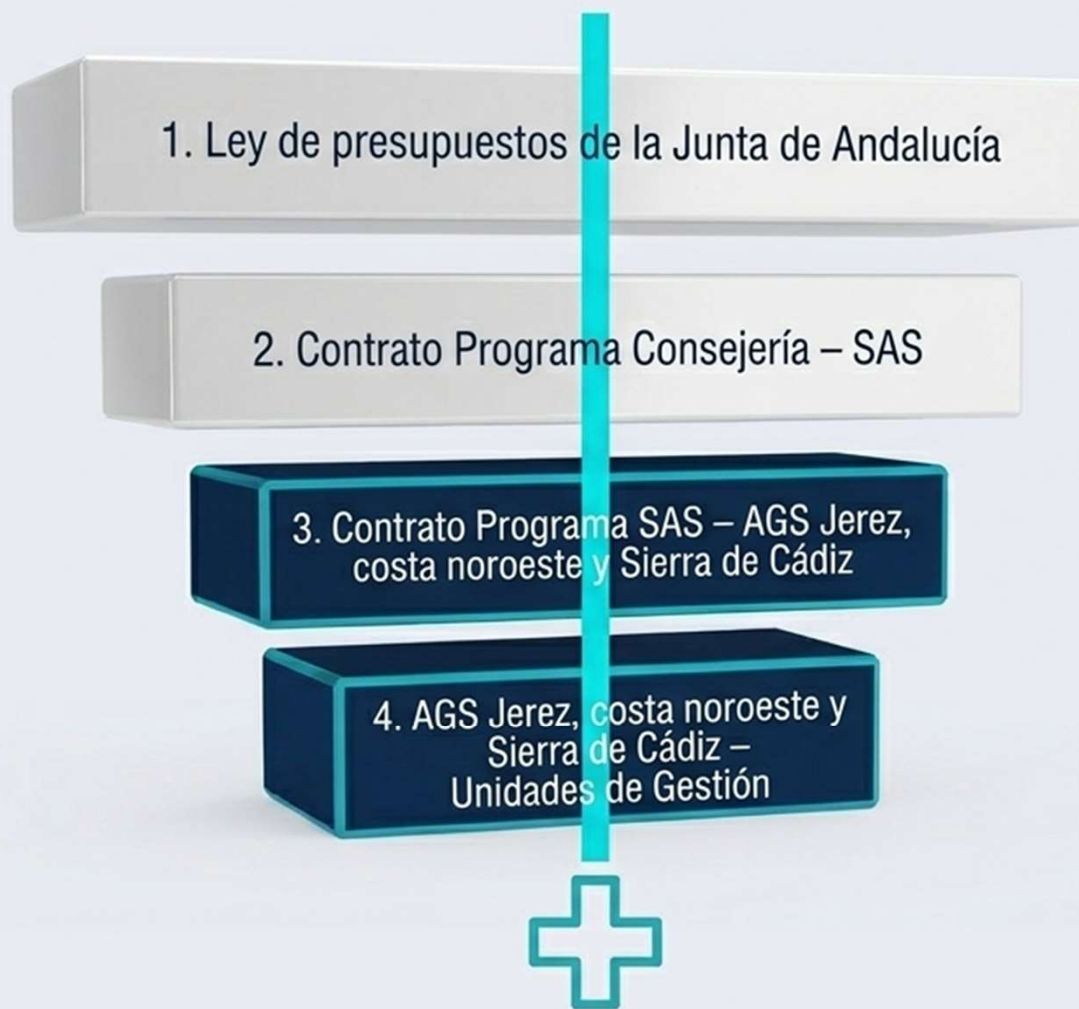 1. Ley de presupuestos de la Junta de Andalucía
2. Contrato Programa Consejería – SAS
3. Contrato Programa SAS – AGS Jerez,
costa noroeste y Sierra de Cádiz
4. AGS Jerez, costa noroeste y
Sierra de Cádiz –
Unidades de Gestión